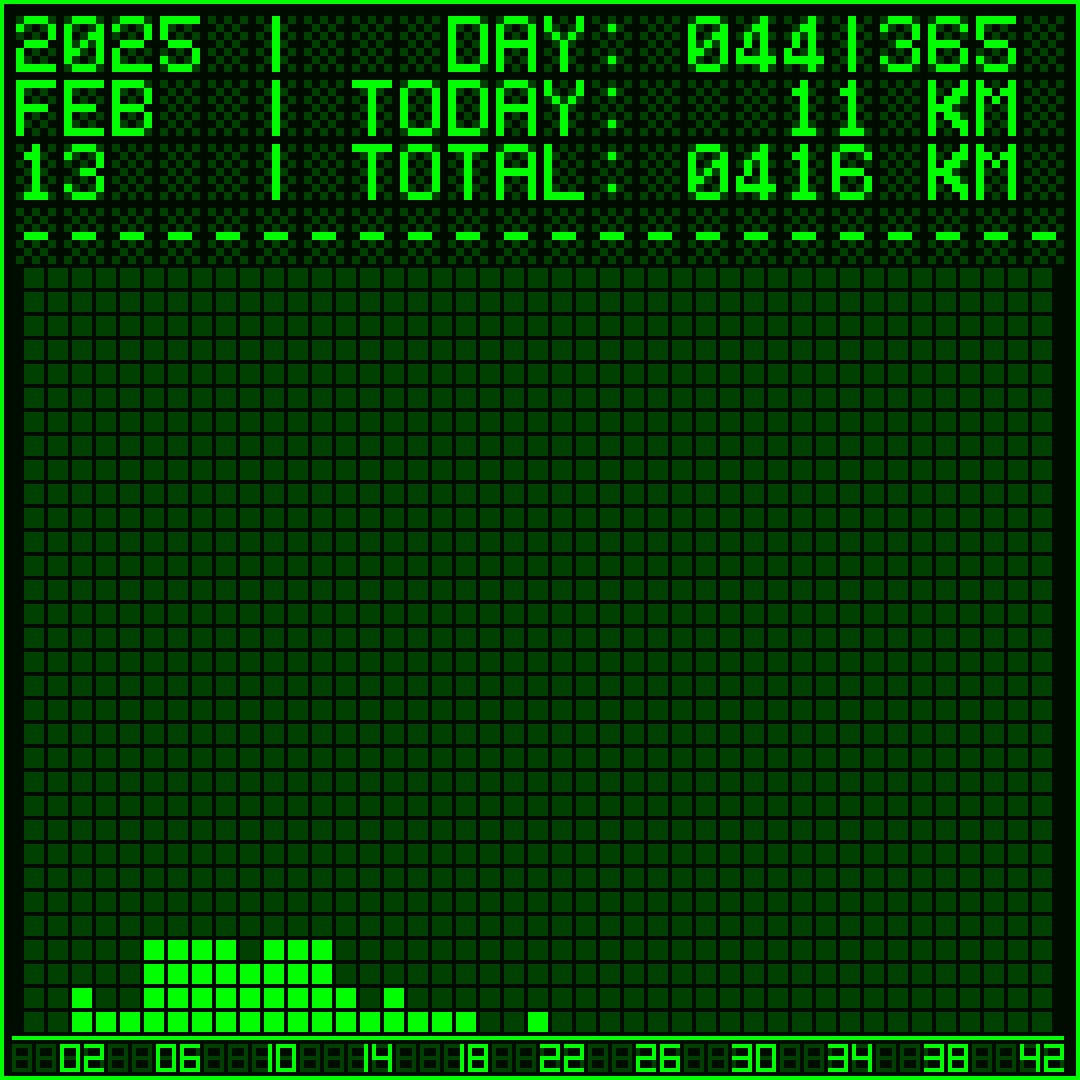 2025 | DAY: 044|365
FEB | TODAY: 11 KM
13 | TOTAL: 0416 KM
----------------------
02 06 10 14 18 22 26 30 34 38 42